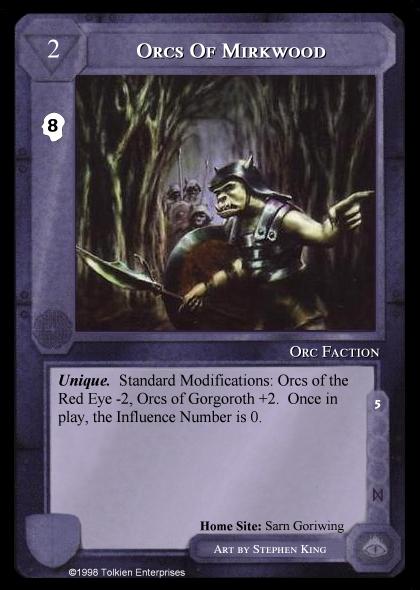 2
ORCS OF MIRKWOOD
8
ORC FACTION
Unique. Standard Modifications: Orcs of the
Red Eye -2, Orcs of Gorgoroth +2. Once in
play, the Influence Number is 0.
5
Home Site: Sarn Goriwing
ART BY STEPHEN KING
©1998 Tolkien Enterprises